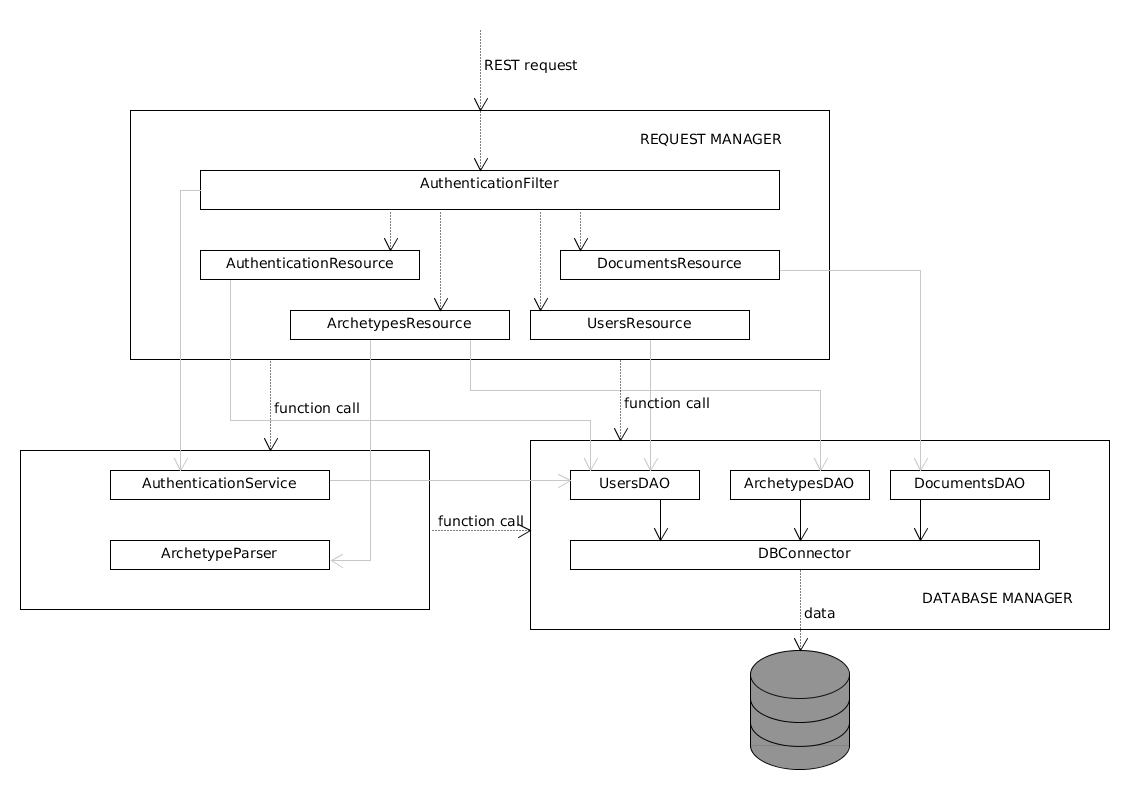 REST request
REQUEST MANAGER
AuthenticationFilter
AuthenticationResource
DocumentsResource
ArchetypesResource
UsersResource
function call
function call
AuthenticationService
UsersDAO
ArchetypesDAO
DocumentsDAO
function call
ArchetypeParser
DBConnector
DATABASE MANAGER
data